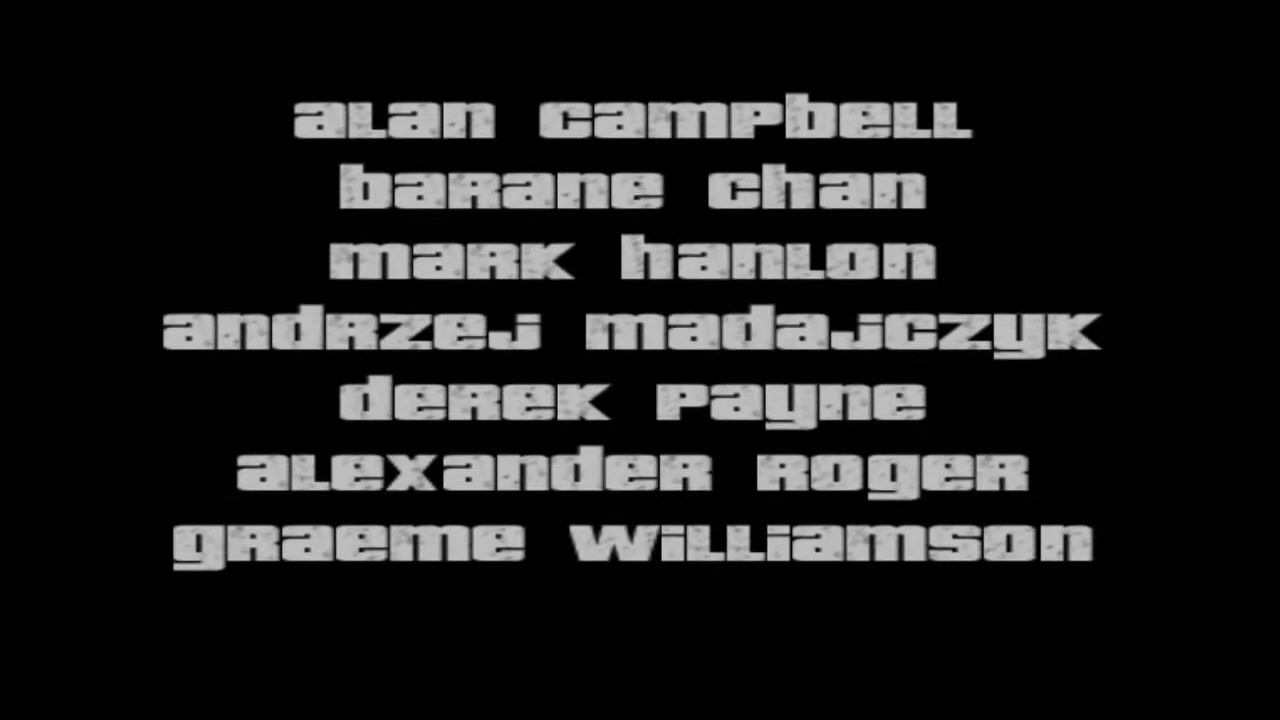 alan campbell
barane chan
mark hanlon
andrzej madajczyk
derek payne
alexander roger
graeme williamson